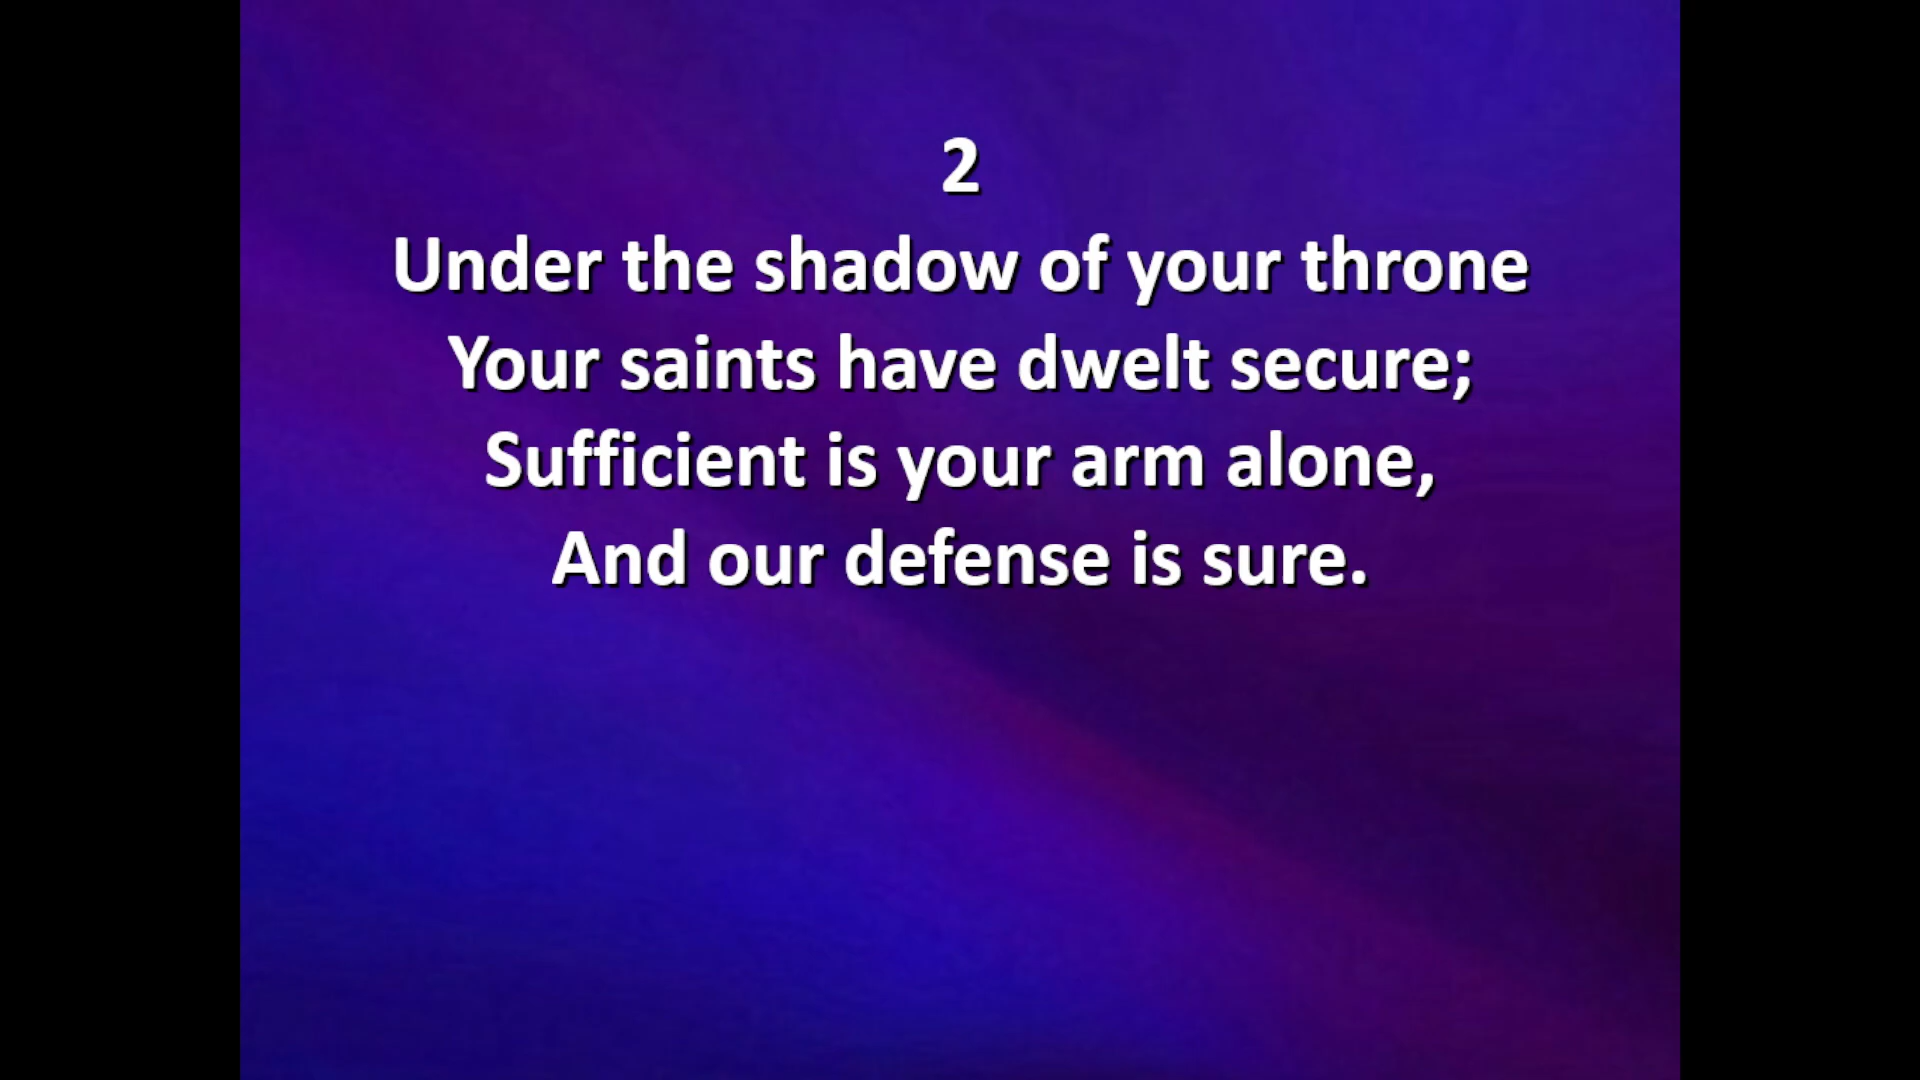 2
Under the shadow of your throne
Your saints have dwelt secure;
Sufficient is your arm alone,
And our defense is sure.